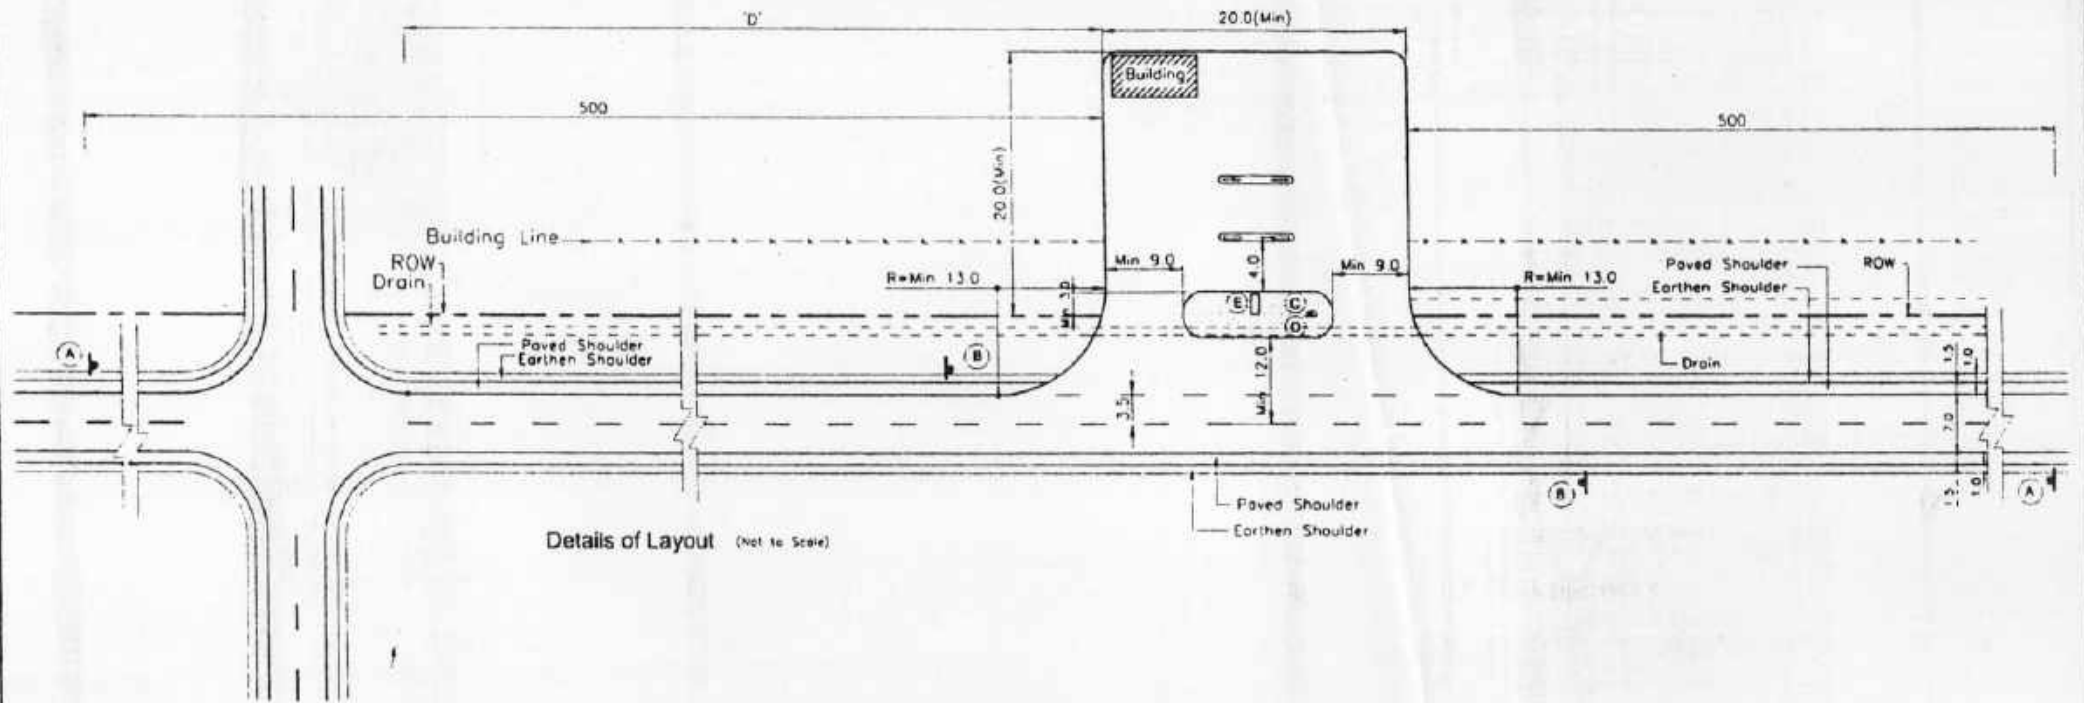 'D'
20.0(Min)
Building
500
500
20.0(Min)
Building Line
ROW
Drain
Min 9.0
4.0
Min 9.0
R=Min 13.0
R=Min 13.0
Paved Shoulder
Earthen Shoulder
ROW
Min 3.0
E
C
D
A
Paved Shoulder
Earthen Shoulder
B
Drain
1.5
1.0
3.5
Min 12.0
7.0
Paved Shoulder
Earthen Shoulder
B
1.5
1.0
A
Details of Layout (Not to Scale)